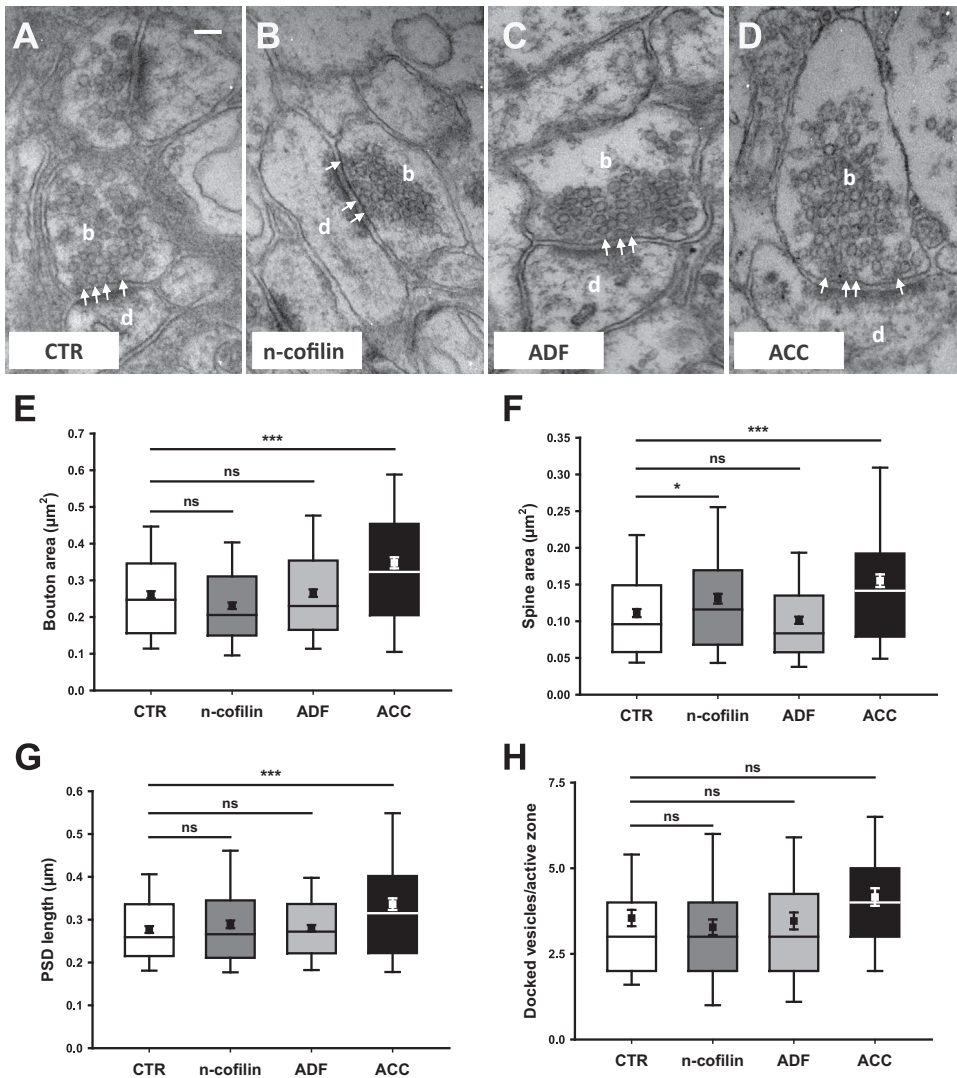 A
B
C
D
b
d
b
d
b
d
b
d
CTR
n-cofilin
ADF
ACC
E
Bouton area (µm²)
0.7
0.6
0.5
0.4
0.3
0.2
0.1
0.0
***
ns
ns
CTR n-cofilin ADF ACC
F
Spine area (µm²)
0.35
0.30
0.25
0.20
0.15
0.10
0.05
0.00
***
ns
*
CTR n-cofilin ADF ACC
G
PSD length (µm)
0.6
0.5
0.4
0.3
0.2
0.1
0.0
***
ns
ns
CTR n-cofilin ADF ACC
H
Docked vesicles/active zone
7.5
5.0
2.5
0.0
ns
ns
ns
CTR n-cofilin ADF ACC